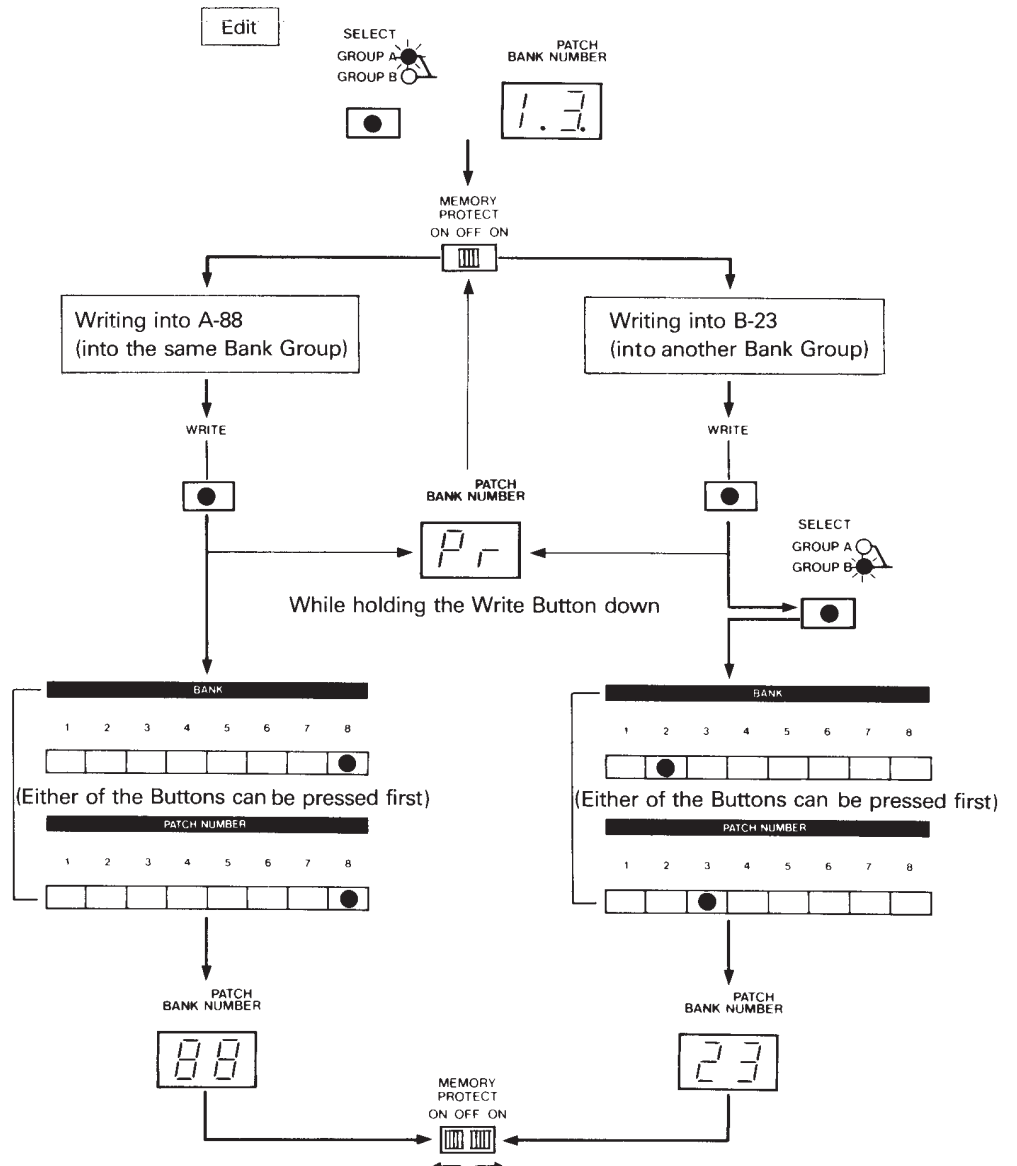 Edit
SELECT
GROUP A
GROUP B
PATCH
BANK NUMBER
1.3.
MEMORY
PROTECT
ON OFF ON
Writing into A-88
(into the same Bank Group)
Writing into B-23
(into another Bank Group)
WRITE
WRITE
PATCH
BANK NUMBER
Pr
SELECT
GROUP A
GROUP B
While holding the Write Button down
BANK
1 2 3 4 5 6 7 8
(Either of the Buttons can be pressed first)
PATCH NUMBER
1 2 3 4 5 6 7 8
BANK
1 2 3 4 5 6 7 8
(Either of the Buttons can be pressed first)
PATCH NUMBER
1 2 3 4 5 6 7 8
PATCH
BANK NUMBER
88
PATCH
BANK NUMBER
23
MEMORY
PROTECT
ON OFF ON